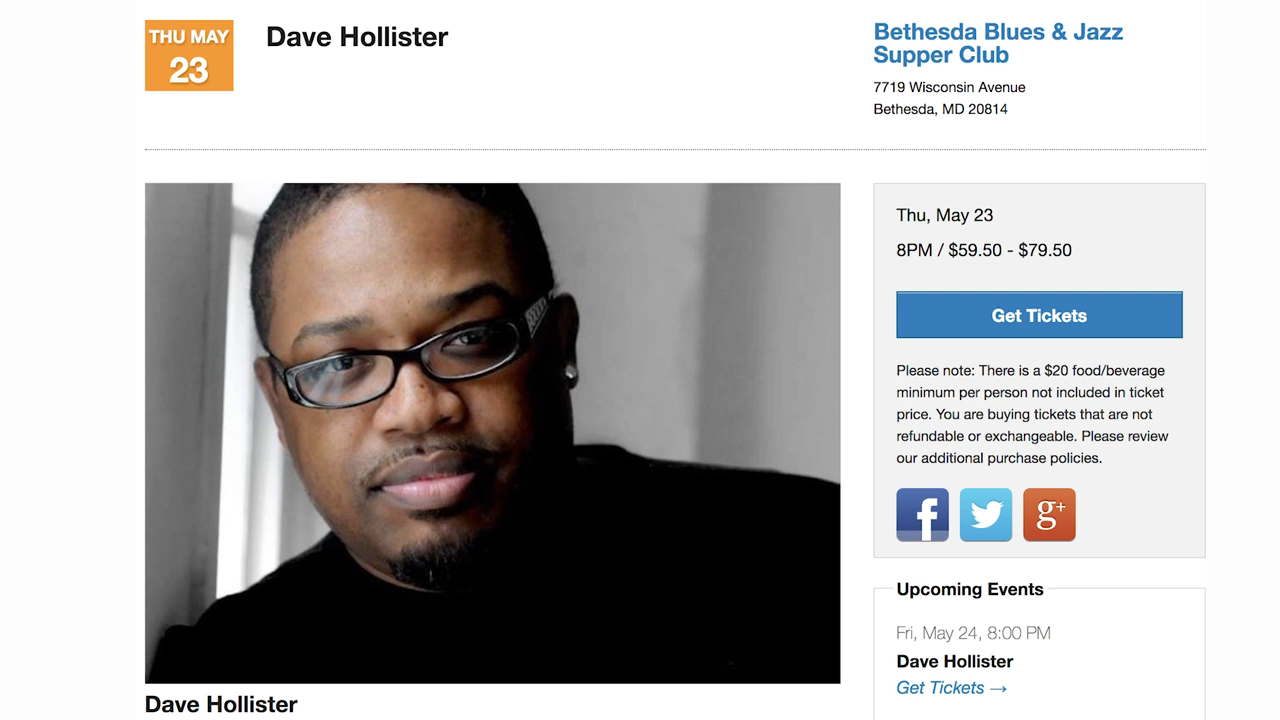 THU MAY
23
Dave Hollister
Bethesda Blues & Jazz
Supper Club
7719 Wisconsin Avenue
Bethesda, MD 20814
Thu, May 23
8PM / $59.50 - $79.50
Get Tickets
Please note: There is a $20 food/beverage
minimum per person not included in ticket
price. You are buying tickets that are not
refundable or exchangeable. Please review
our additional purchase policies.
f
g+
Upcoming Events
Fri, May 24, 8:00 PM
Dave Hollister
Get Tickets →
Dave Hollister